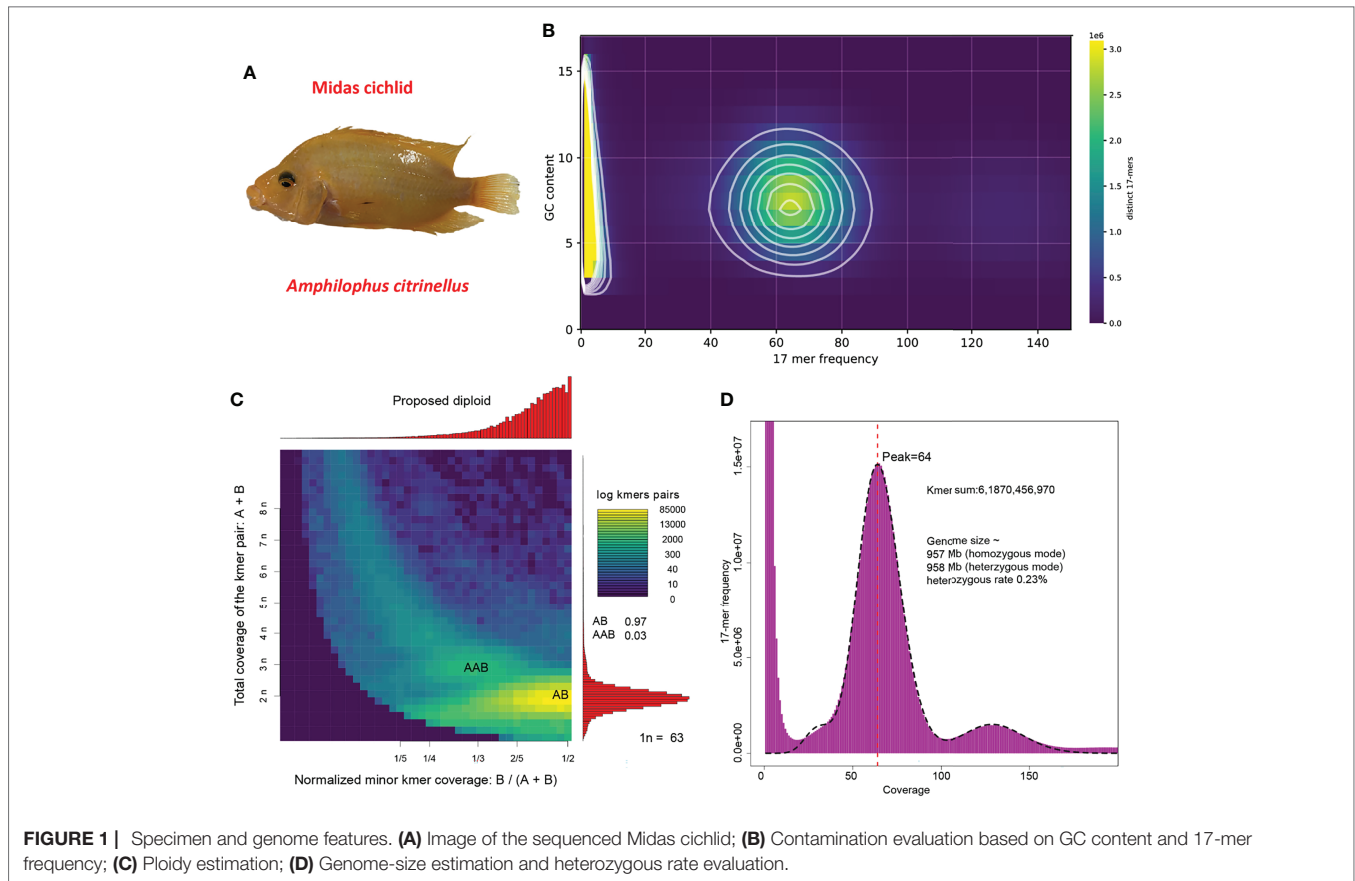 A
Midas cichlid
Amphilophus citrinellus
B
GC content
15
10
5
0
0 20 40 60 80 100 120 140
17 mer frequency
1e6
3.0
2.5
2.0
1.5
1.0
0.5
0.0
distinct 17-mers
C
Proposed diploid
Total coverage of the kmer pair: A + B
8 n
7 n
6 n
5 n
4 n
3 n
2 n
AAB
AB
1/5 1/4 1/3 2/5 1/2
Normalized minor kmer coverage: B / (A + B)
log kmers pairs
85000
13000
2000
300
40
10
0
AB 0.97
AAB 0.03
1n = 63
D
17-mer frequency
1.5e+07
1.0e+07
5.0e+06
0.0e+00
Peak=64
Kmer sum:6,1870,456,970
Genome size ~
957 Mb (homozygous mode)
958 Mb (heterzygous mode)
heterozygous rate 0.23%
0 50 100 150
Coverage
FIGURE 1 | Specimen and genome features. (A) Image of the sequenced Midas cichlid; (B) Contamination evaluation based on GC content and 17-mer
frequency; (C) Ploidy estimation; (D) Genome-size estimation and heterozygous rate evaluation.